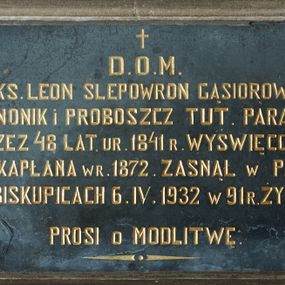 D.O.M.
KS. LEON SLEPOWRON GĄSIOROW
NONIK i PROBOSZCZ TUT. PARA
ZEZ 48 LAT. UR. 1841 R. WYŚWIĘCO
KAPŁANA WR. 1872. ZASNĄŁ W P
BISKUPICACH 6. IV. 1932 W 91 R. ŻY
PROSI O MODLITWĘ.